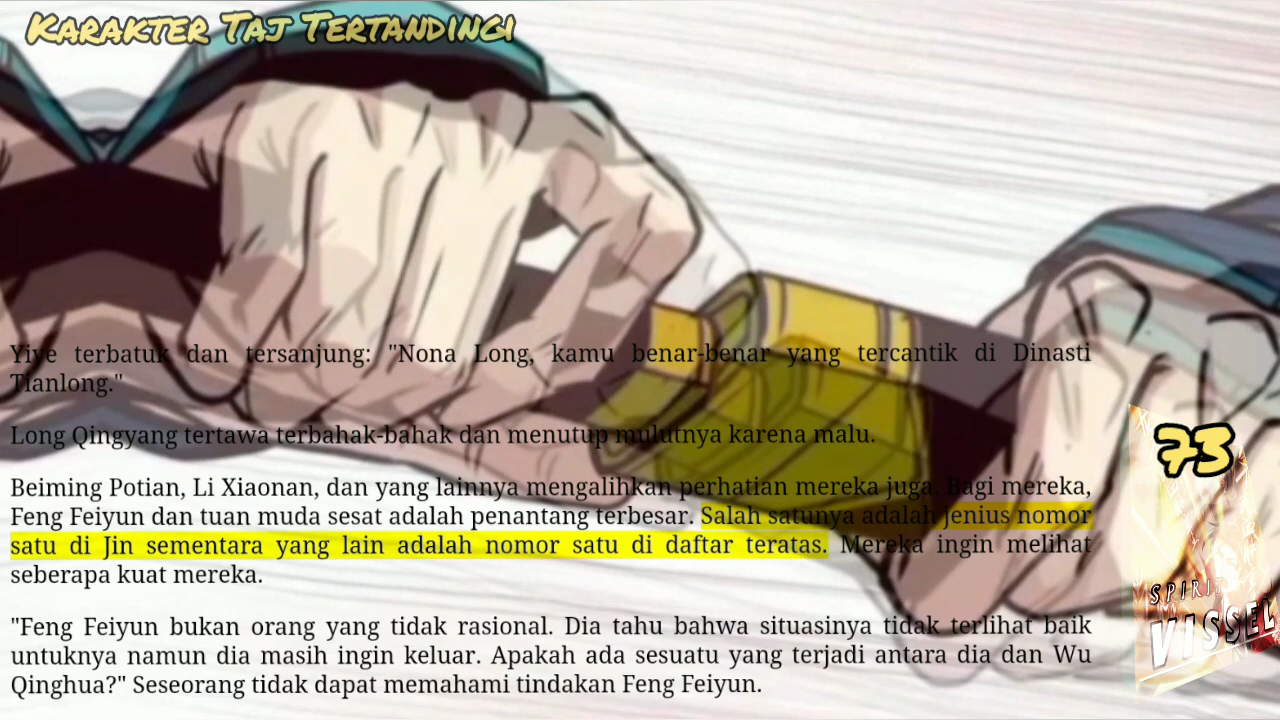 Karakter Taj Tertandingi
Yiye terbatuk dan tersanjung: "Nona Long, kamu benar-benar yang tercantik di Dinasti
Tianlong."
Long Qingyang tertawa terbahak-bahak dan menutup mulutnya karena malu.
Beiming Potian, Li Xiaonan, dan yang lainnya mengalihkan perhatian mereka juga. Bagi mereka,
Feng Feiyun dan tuan muda sesat adalah penantang terbesar. Salah satunya adalah jenius nomor
satu di Jin sementara yang lain adalah nomor satu di daftar teratas. Mereka ingin melihat
seberapa kuat mereka.
"Feng Feiyun bukan orang yang tidak rasional. Dia tahu bahwa situasinya tidak terlihat baik
untuknya namun dia masih ingin keluar. Apakah ada sesuatu yang terjadi antara dia dan Wu
Qinghua?" Seseorang tidak dapat memahami tindakan Feng Feiyun.
73
SPIRIT
VISSEL